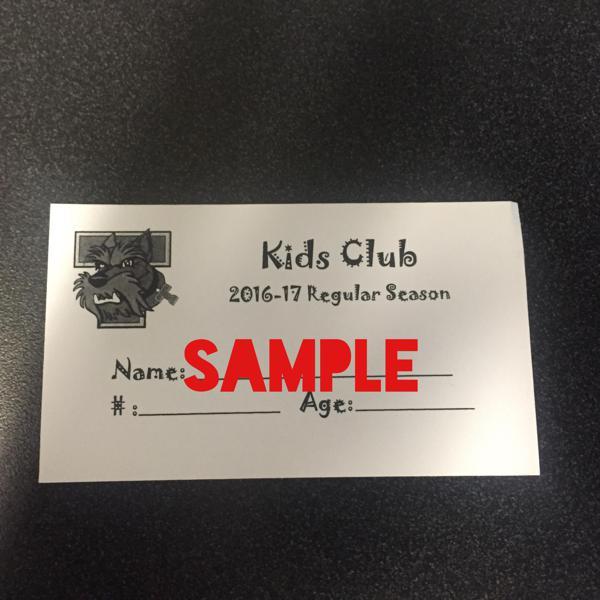 T
Kids Club
2016-17 Regular Season
SAMPLE
Name:
#: Age: